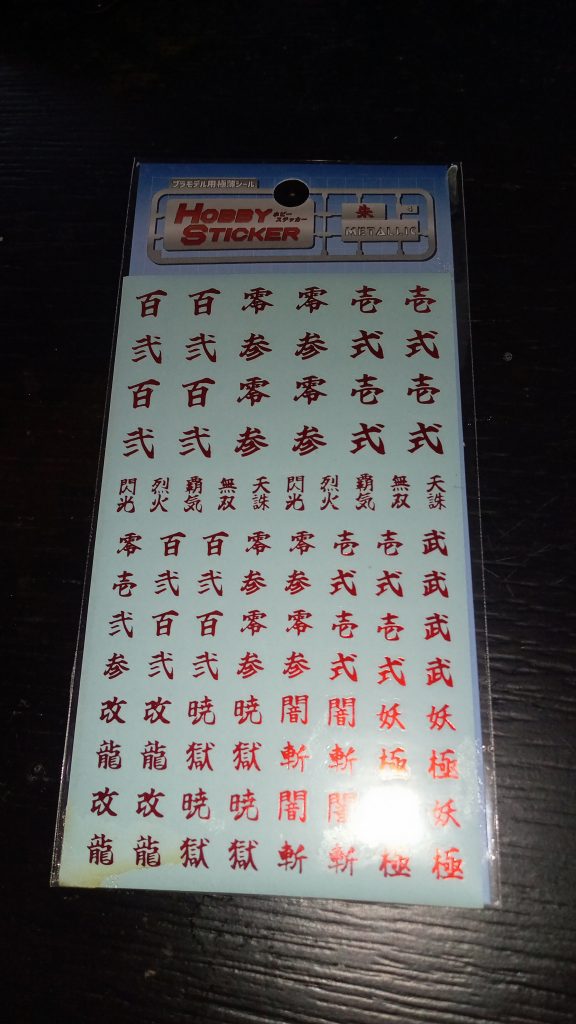 プラモデル用極薄シール
HOBBY ホビー
STICKER ステッカー
朱 4
METALLIC
百 百 零 零 壱 壱
弐 弐 参 参 式 式
百 百 零 零 壱 壱
弐 弐 参 参 式 式
閃光 烈火 覇気 無双 天誅 閃光 烈火 覇気 無双 天誅
零 百 百 零 零 壱 壱 武
壱 弐 弐 参 参 式 式 武
弐 百 百 零 零 壱 壱 武
参 弐 弐 参 参 式 式 武
改 改 暁 暁 闇 闇 妖 妖
龍 龍 獄 獄 斬 斬 極 極
改 改 暁 暁 闇 闇 妖
龍 龍 獄 獄 斬 斬 極 極